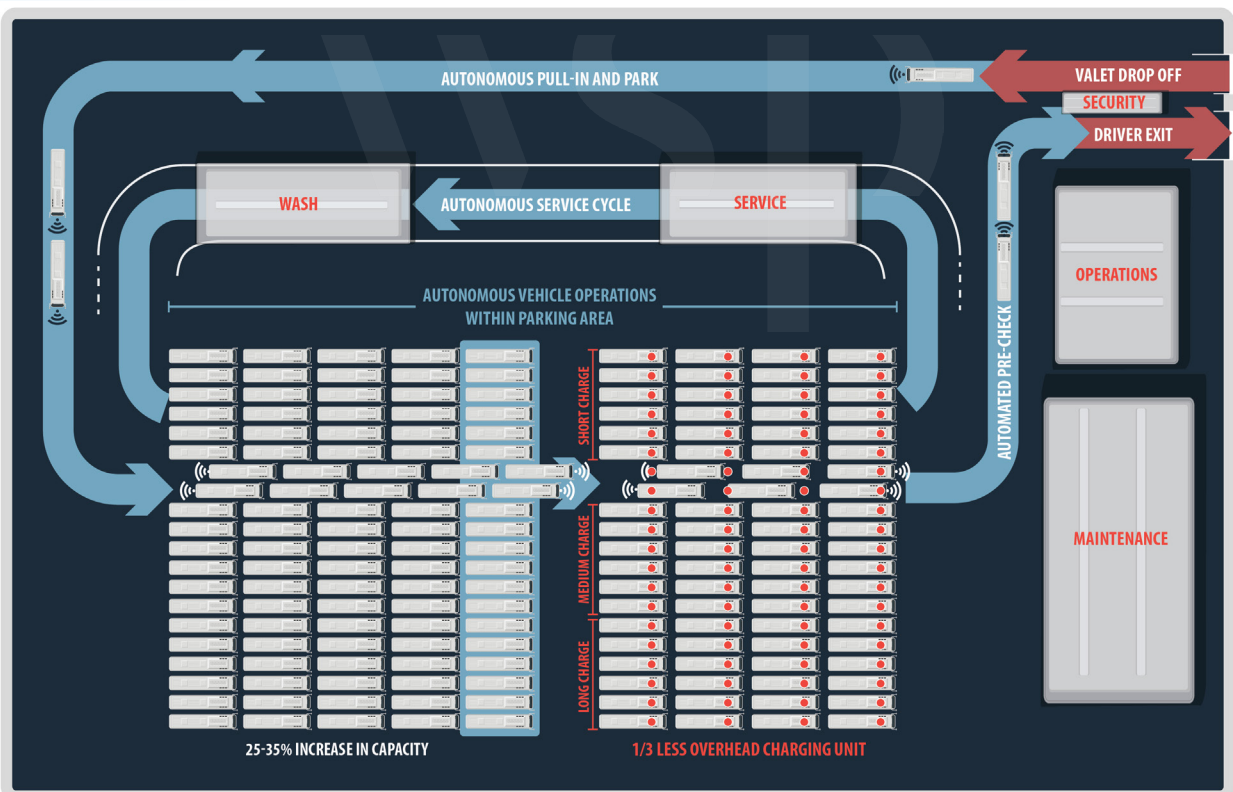 AUTONOMOUS PULL-IN AND PARK
VALET DROP OFF
SECURITY
DRIVER EXIT
WASH
AUTONOMOUS SERVICE CYCLE
SERVICE
OPERATIONS
AUTONOMOUS VEHICLE OPERATIONS
WITHIN PARKING AREA
AUTOMATED PRE-CHECK
SHORT CHARGE
MEDIUM CHARGE
LONG CHARGE
MAINTENANCE
25-35% INCREASE IN CAPACITY
1/3 LESS OVERHEAD CHARGING UNIT
WSP